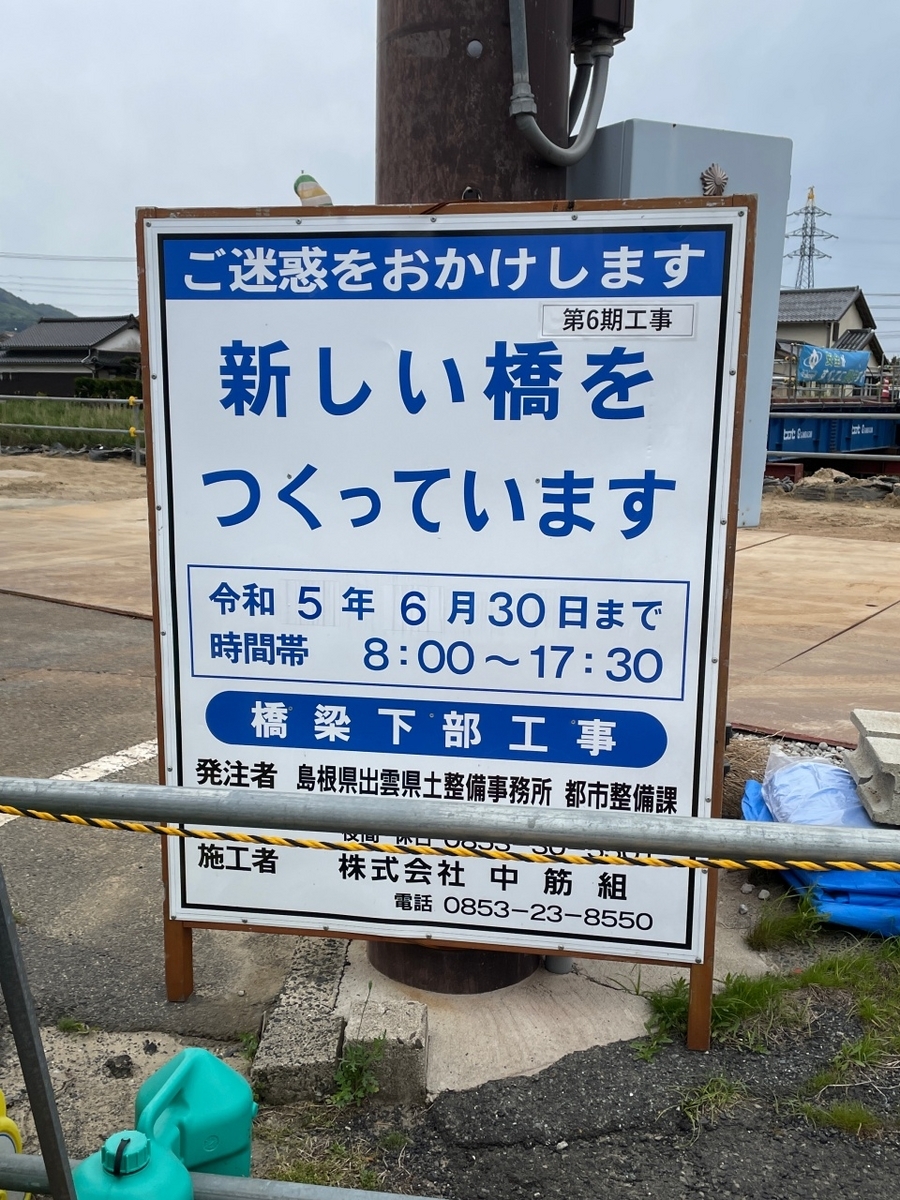 ご迷惑をおかけします
第6期工事
新しい橋を
つくっています
令和 5 年 6 月 30 日まで
時間帯 8:00～17:30
橋梁下部工事
発注者 島根県出雲県土整備事務所 都市整備課
施工者 株式会社 中筋組
電話 0853-23-8550